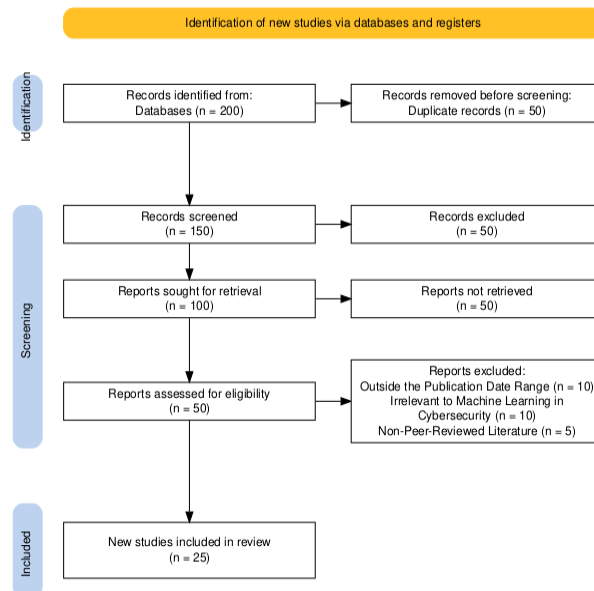 Identification of new studies via databases and registers
Identification
Records identified from:
Databases (n = 200)
Records removed before screening:
Duplicate records (n = 50)
Screening
Records screened
(n = 150)
Records excluded
(n = 50)
Reports sought for retrieval
(n = 100)
Reports not retrieved
(n = 50)
Reports assessed for eligibility
(n = 50)
Reports excluded:
Outside the Publication Date Range (n = 10)
Irrelevant to Machine Learning in
Cybersecurity (n = 10)
Non-Peer-Reviewed Literature (n = 5)
Included
New studies included in review
(n = 25)